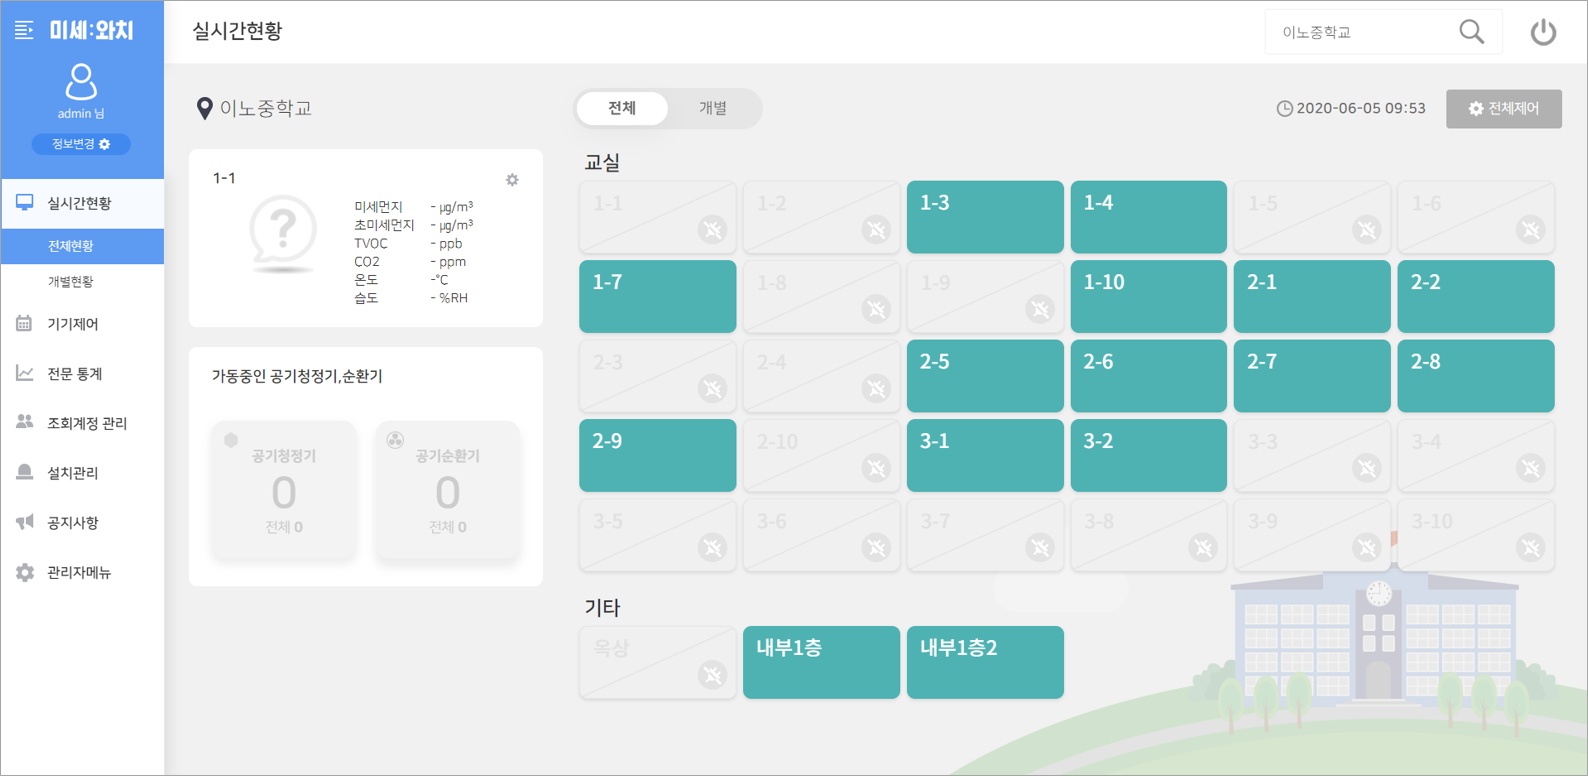 미세:와치
admin 님
정보변경
실시간현황
전체현황
개별현황
기기제어
전문 통계
조회계정 관리
설치관리
공지사항
관리자메뉴
실시간현황
이노중학교
이노중학교
전체 개별
2020-06-05 09:53
전체제어
1-1
?
미세먼지 - µg/m³
초미세먼지 - µg/m³
TVOC - ppb
CO2 - ppm
온도 -°C
습도 - %RH
가동중인 공기청정기,순환기
공기청정기
0
전체 0
공기순환기
0
전체 0
교실
1-1 1-2 1-3 1-4 1-5 1-6
1-7 1-8 1-9 1-10 2-1 2-2
2-3 2-4 2-5 2-6 2-7 2-8
2-9 2-10 3-1 3-2 3-3 3-4
3-5 3-6 3-7 3-8 3-9 3-10
기타
옥상 내부1층 내부1층2